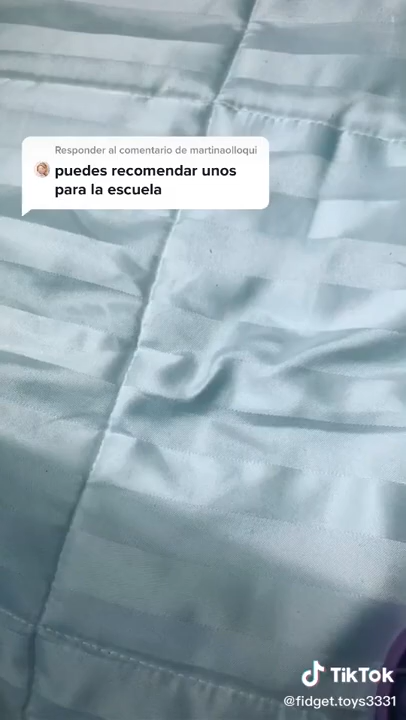 Responder al comentario de martinaolloqui
puedes recomendar unos
para la escuela
TikTok
@fidget.toys3331